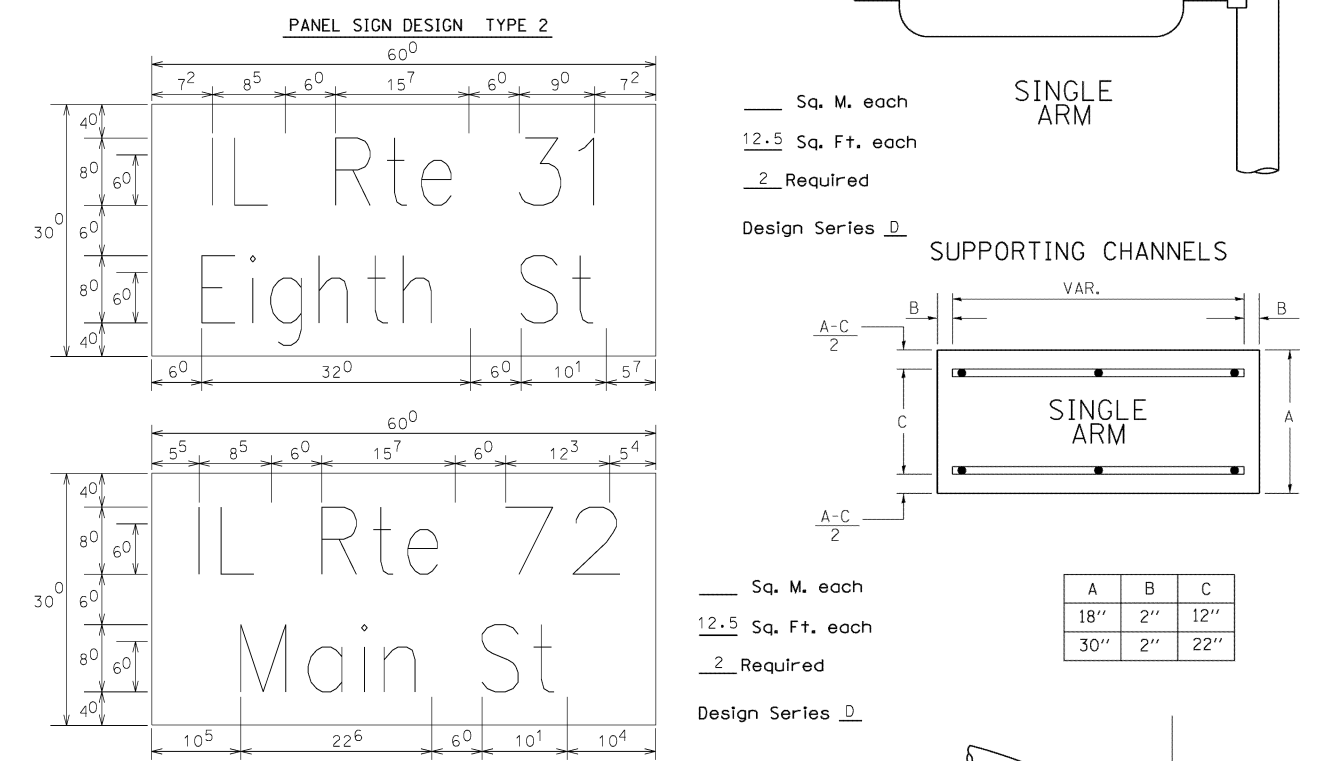 PANEL SIGN DESIGN TYPE 2
60⁰
7² 8⁵ 6⁰ 15⁷ 6⁰ 9⁰ 7²
30⁰
4⁰
8⁰ 6⁰
6⁰
8⁰ 6⁰
4⁰
IL Rte 31
Eighth St
6⁰ 32⁰ 6⁰ 10¹ 5⁷
Sq. M. each
12.5 Sq. Ft. each
2 Required
Design Series D
60⁰
5⁵ 8⁵ 6⁰ 15⁷ 6⁰ 12³ 5⁴
30⁰
4⁰
8⁰ 6⁰
6⁰
8⁰ 6⁰
4⁰
IL Rte 72
Main St
10⁵ 22⁶ 6⁰ 10¹ 10⁴
Sq. M. each
12.5 Sq. Ft. each
2 Required
Design Series D
SINGLE
ARM
SUPPORTING CHANNELS
VAR.
B B
A-C
2
C
SINGLE
ARM
A
A-C
2
A B C
18" 2" 12"
30" 2" 22"